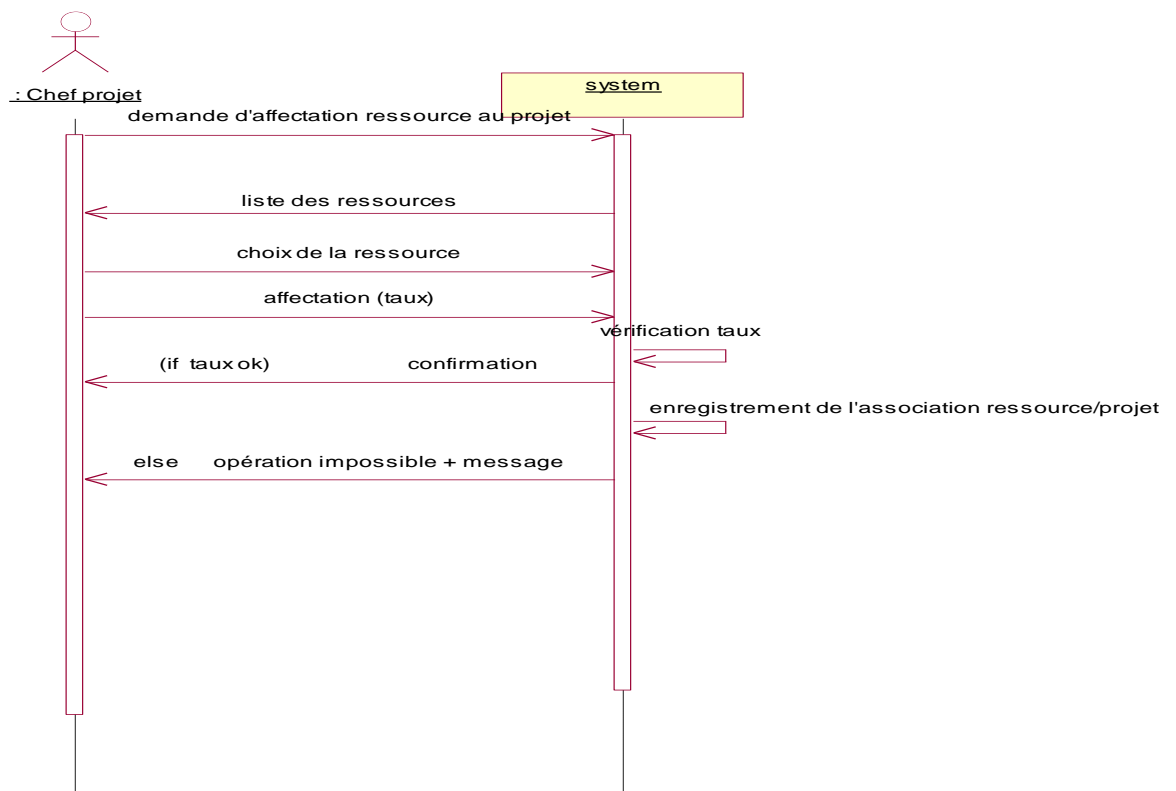 : Chef projet
system
demande d'affectation ressource au projet
liste des ressources
choix de la ressource
affectation (taux)
vérification taux
(if taux ok) confirmation
enregistrement de l'association ressource/projet
else opération impossible + message